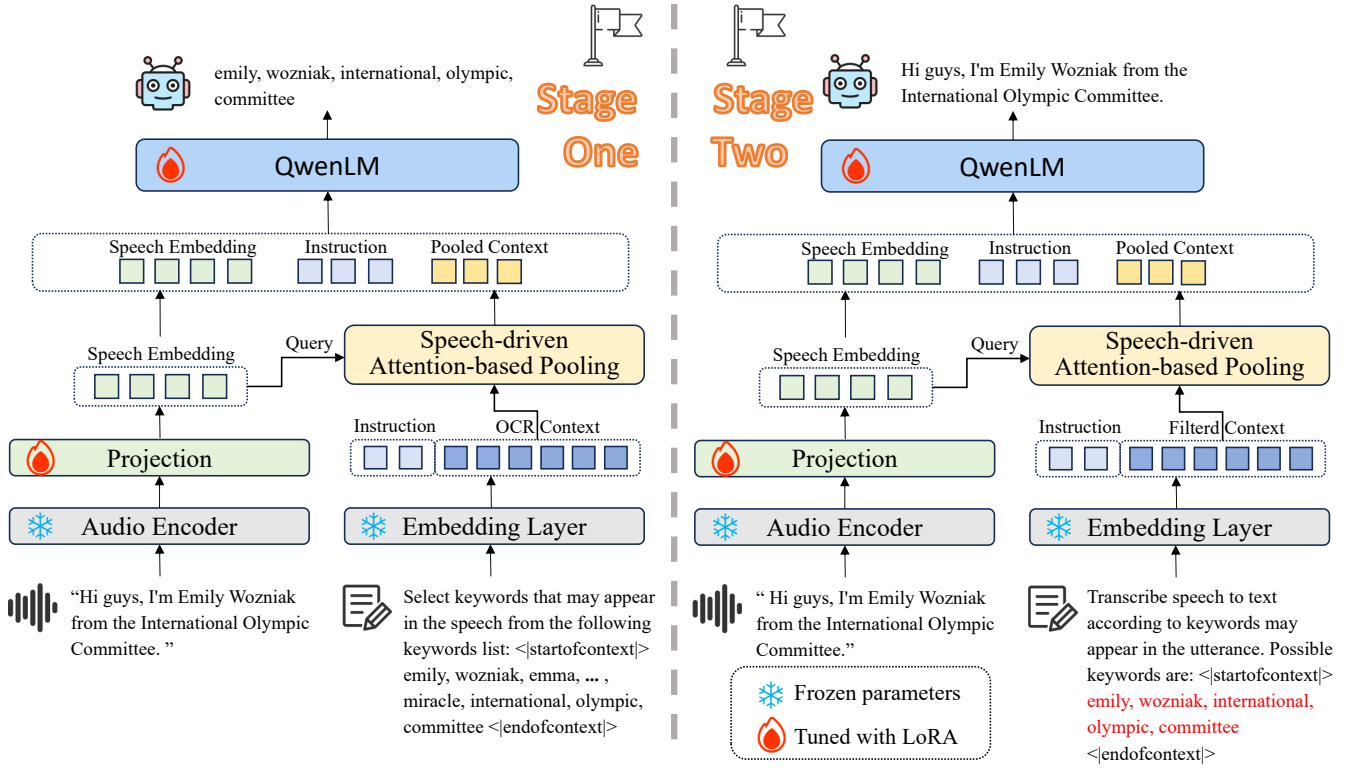 emily, wozniak, international, olympic,
committee
Stage
One
QwenLM
Speech Embedding
Instruction
Pooled Context
Speech Embedding
Query
Speech-driven
Attention-based Pooling
Instruction
OCR Context
Projection
Audio Encoder
Embedding Layer
“Hi guys, I'm Emily Wozniak
from the International Olympic
Committee. ”
Select keywords that may appear
in the speech from the following
keywords list: <|startofcontext|>
emily, wozniak, emma, ... ,
miracle, international, olympic,
committee <|endofcontext|>
Stage
Two
Hi guys, I'm Emily Wozniak from the
International Olympic Committee.
QwenLM
Speech Embedding
Instruction
Pooled Context
Speech Embedding
Query
Speech-driven
Attention-based Pooling
Instruction
Filterd Context
Projection
Audio Encoder
Embedding Layer
“ Hi guys, I'm Emily Wozniak
from the International Olympic
Committee.”
Transcribe speech to text
according to keywords may
appear in the utterance. Possible
keywords are: <|startofcontext|>
emily, wozniak, international,
olympic, committee
<|endofcontext|>
Frozen parameters
Tuned with LoRA